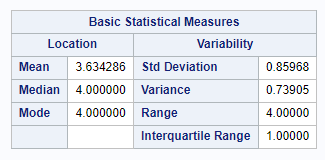 Basic Statistical Measures
Location Variability
Mean 3.634286 Std Deviation 0.85968
Median 4.000000 Variance 0.73905
Mode 4.000000 Range 4.00000
Interquartile Range 1.00000